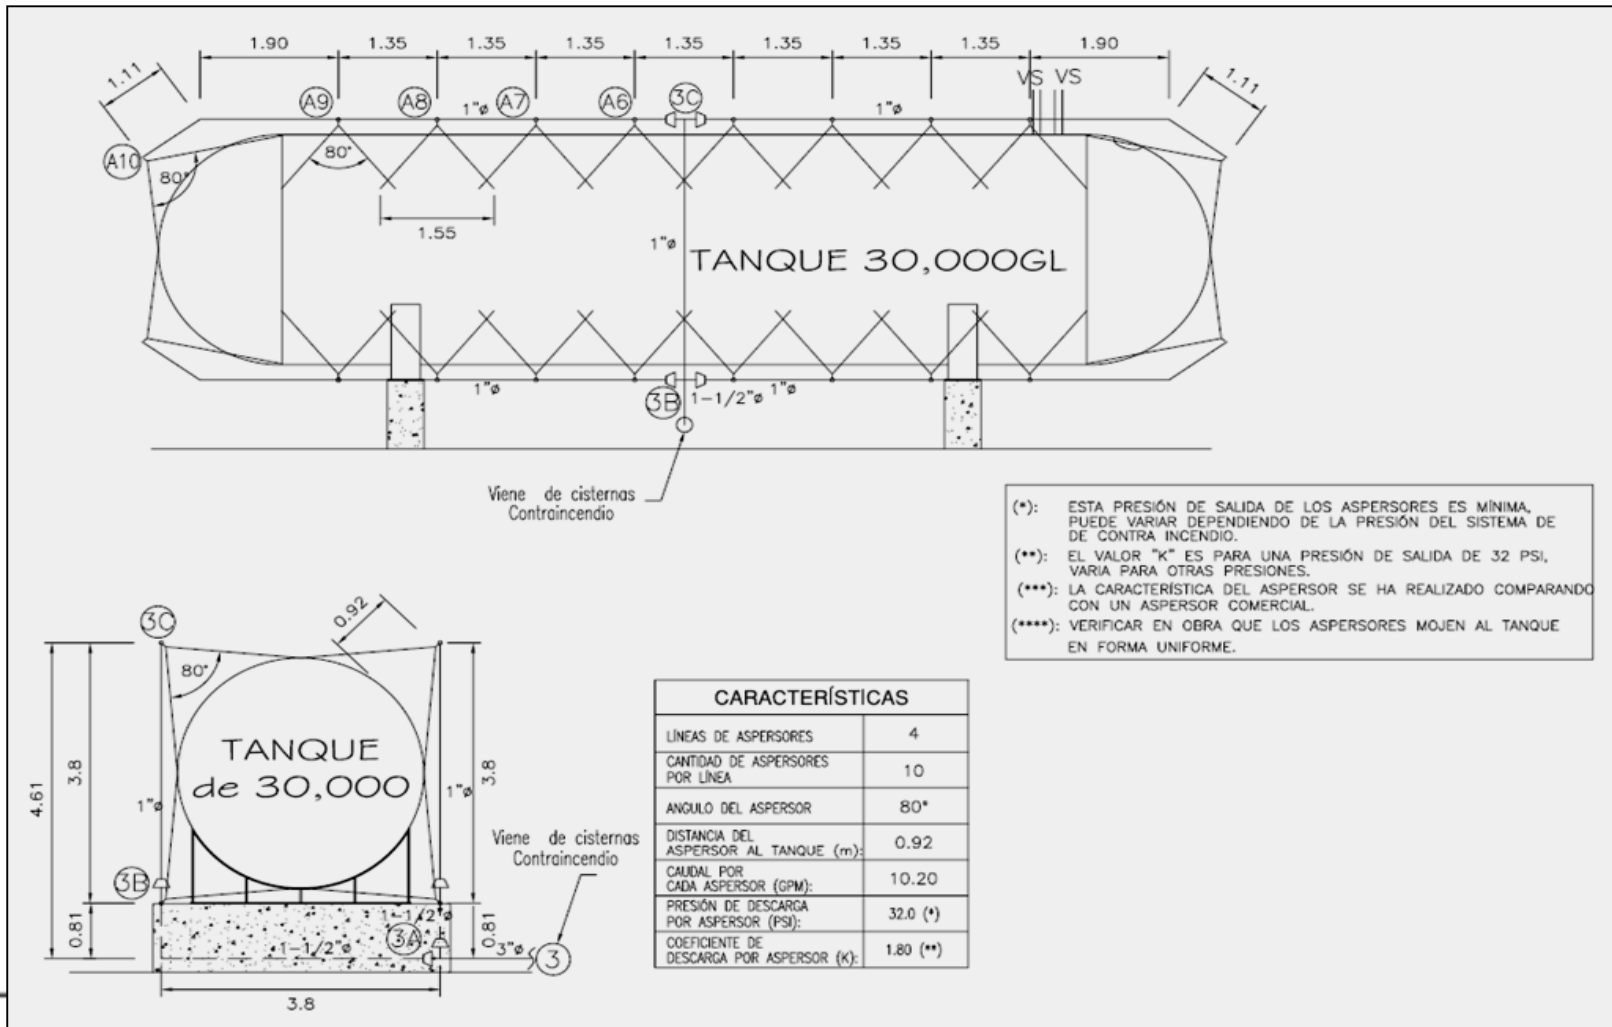 1.90 1.35 1.35 1.35 1.35 1.35 1.35 1.35 1.90
1.11 VS VS 1.11
A9 A8 1"ø A7 A6 3C 1"ø
A10 80° 80°
1.55
1"ø
TANQUE 30,000GL
1"ø 3B 1-1/2"ø 1"ø
Viene de cisternas
Contraincendio
(*): ESTA PRESIÓN DE SALIDA DE LOS ASPERSORES ES MÍNIMA,
PUEDE VARIAR DEPENDIENDO DE LA PRESIÓN DEL SISTEMA DE
DE CONTRA INCENDIO.
(**): EL VALOR "K" ES PARA UNA PRESIÓN DE SALIDA DE 32 PSI,
VARIA PARA OTRAS PRESIONES.
(***): LA CARACTERÍSTICA DEL ASPERSOR SE HA REALIZADO COMPARANDO
CON UN ASPERSOR COMERCIAL.
(****): VERIFICAR EN OBRA QUE LOS ASPERSORES MOJEN AL TANQUE
EN FORMA UNIFORME.
3C 0.92
80°
TANQUE
de 30,000
4.61 3.8 1"ø 1"ø 3.8
3B
0.81 1-1/2"ø 0.81
3A
1-1/2"ø 3"ø 3
3.8
Viene de cisternas
Contraincendio
CARACTERÍSTICAS
LÍNEAS DE ASPERSORES 4
CANTIDAD DE ASPERSORES
POR LÍNEA 10
ANGULO DEL ASPERSOR 80°
DISTANCIA DEL
ASPERSOR AL TANQUE (m): 0.92
CAUDAL POR
CADA ASPERSOR (GPM): 10.20
PRESIÓN DE DESCARGA
POR ASPERSOR (PSI): 32.0 (*)
COEFICIENTE DE
DESCARGA POR ASPERSOR (K): 1.80 (**)